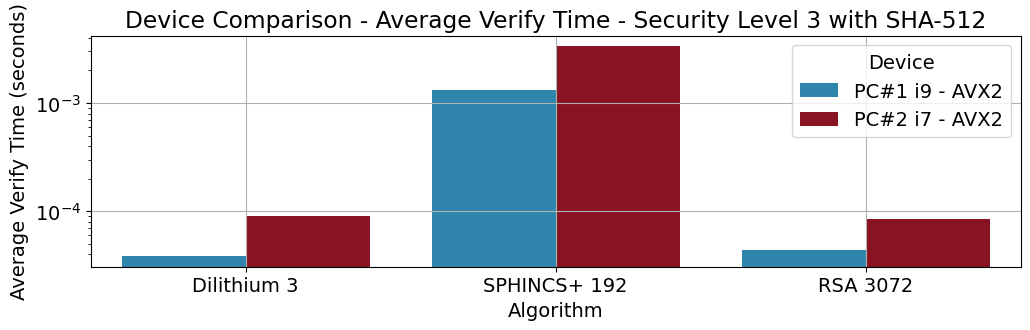 Device Comparison - Average Verify Time - Security Level 3 with SHA-512
Average Verify Time (seconds)
10⁻³
10⁻⁴
Device
PC#1 i9 - AVX2
PC#2 i7 - AVX2
Dilithium 3
SPHINCS+ 192
RSA 3072
Algorithm